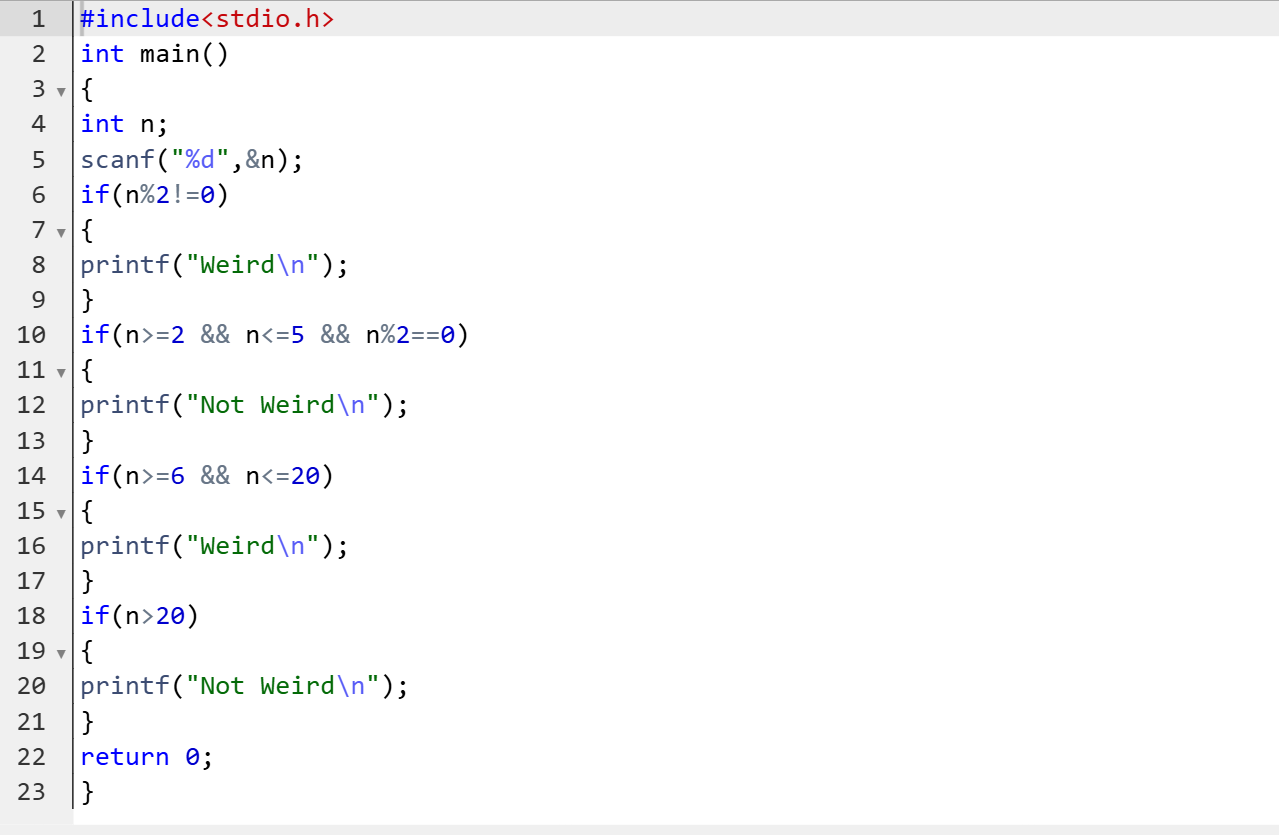 1 #include<stdio.h>
2 int main()
3 {
4 int n;
5 scanf("%d",&n);
6 if(n%2!=0)
7 {
8 printf("Weird\n");
9 }
10 if(n>=2 && n<=5 && n%2==0)
11 {
12 printf("Not Weird\n");
13 }
14 if(n>=6 && n<=20)
15 {
16 printf("Weird\n");
17 }
18 if(n>20)
19 {
20 printf("Not Weird\n");
21 }
22 return 0;
23 }